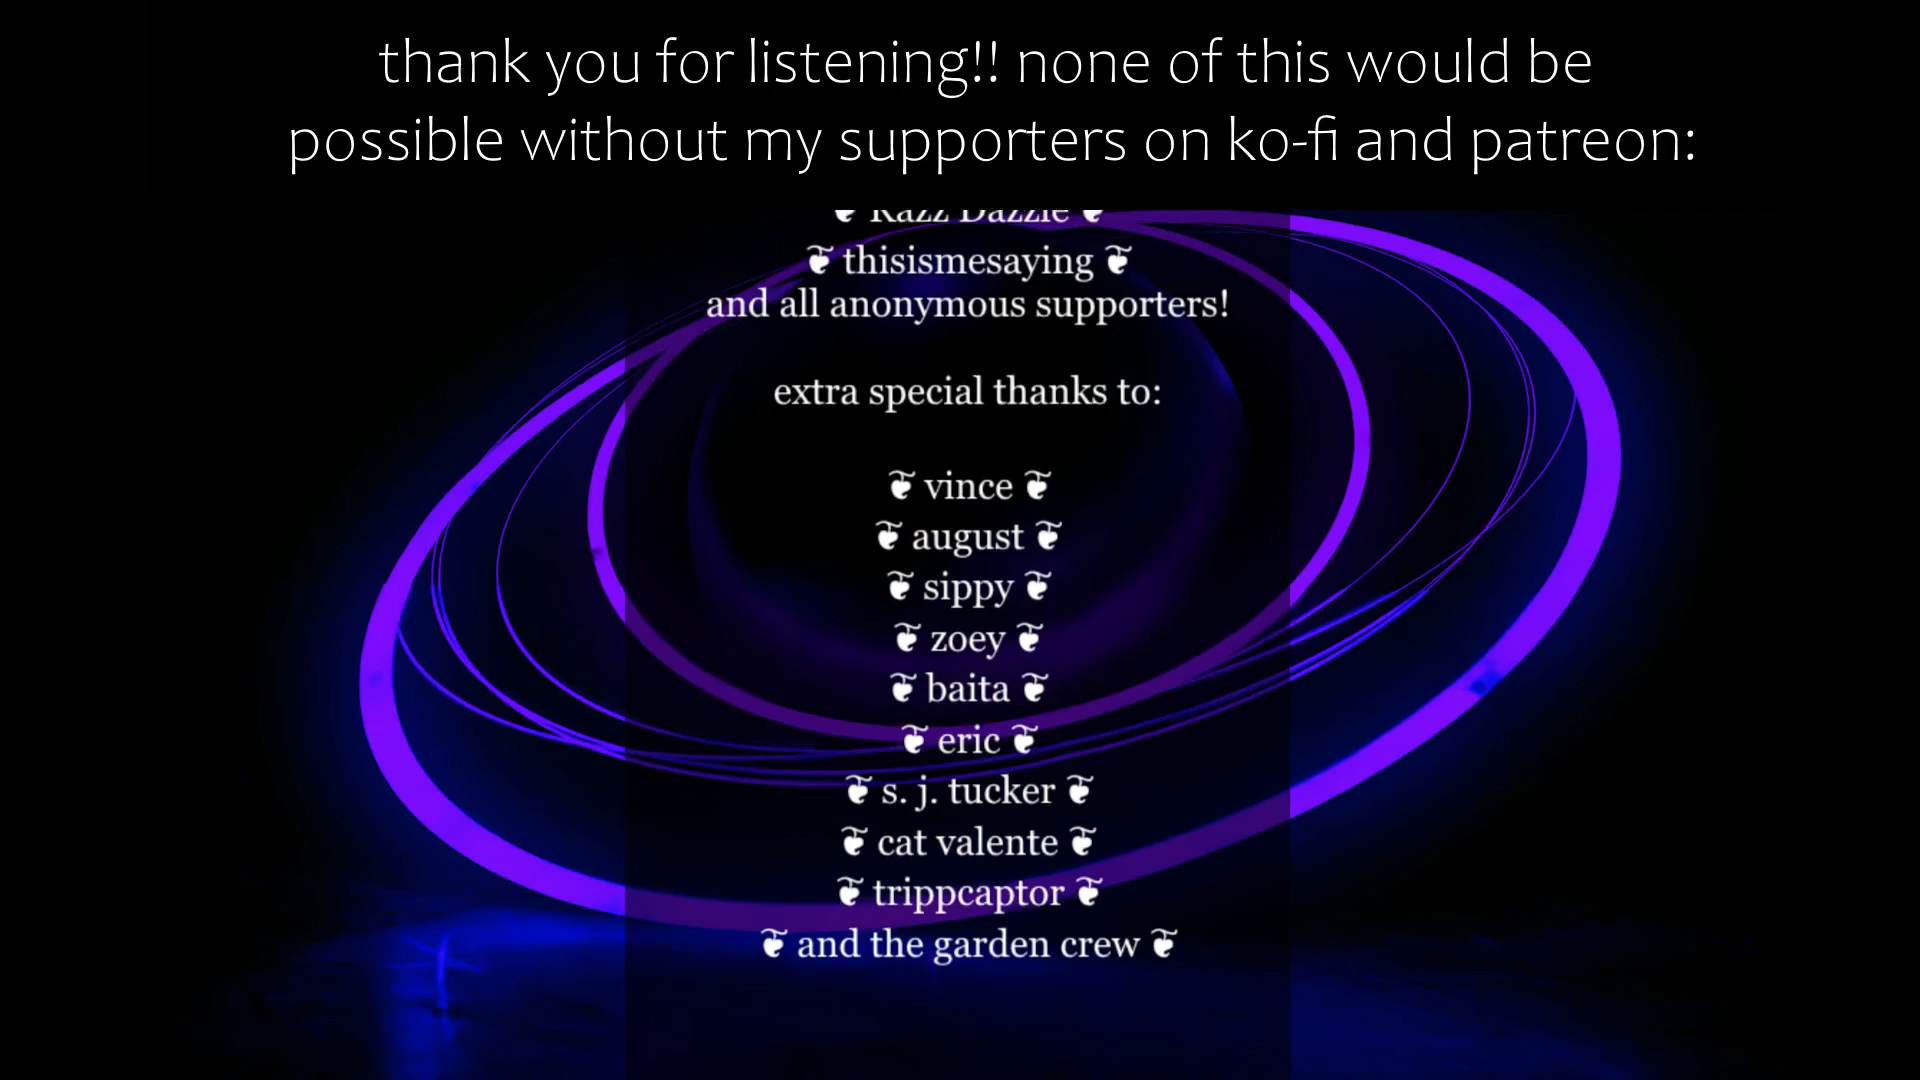 thank you for listening!! none of this would be
possible without my supporters on ko-fi and patreon:
❦ Razz Dazzle ❦
❦ thisismesaying ❦
and all anonymous supporters!
extra special thanks to:
❦ vince ❦
❦ august ❦
❦ sippy ❦
❦ zoey ❦
❦ baita ❦
❦ eric ❦
❦ s. j. tucker ❦
❦ cat valente ❦
❦ trippcaptor ❦
❦ and the garden crew ❦